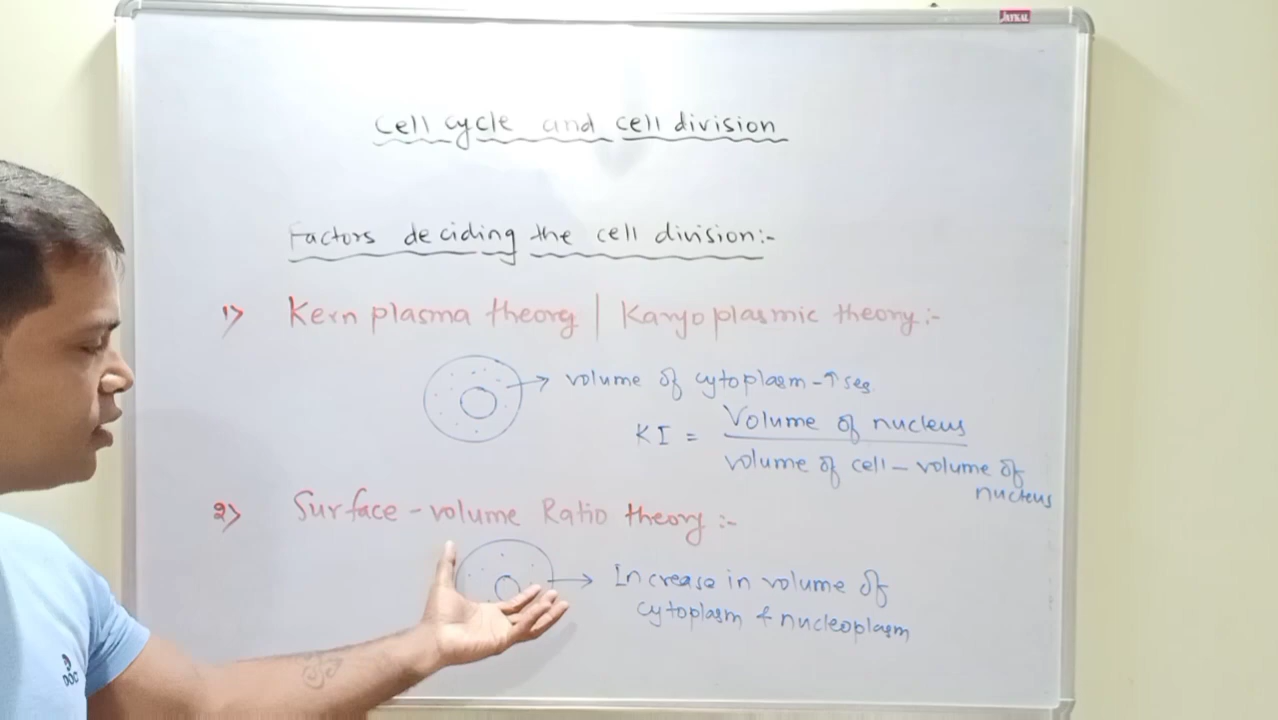 JAYKAL
Cell cycle and cell division
Factors deciding the cell division:-
1) Kern plasma theory | Karyoplasmic theory:-
volume of cytoplasm - ↑ses
KI = Volume of nucleus
volume of cell - volume of
nucleus
2) Surface - volume Ratio theory:-
Increase in volume of
cytoplasm & nucleoplasm